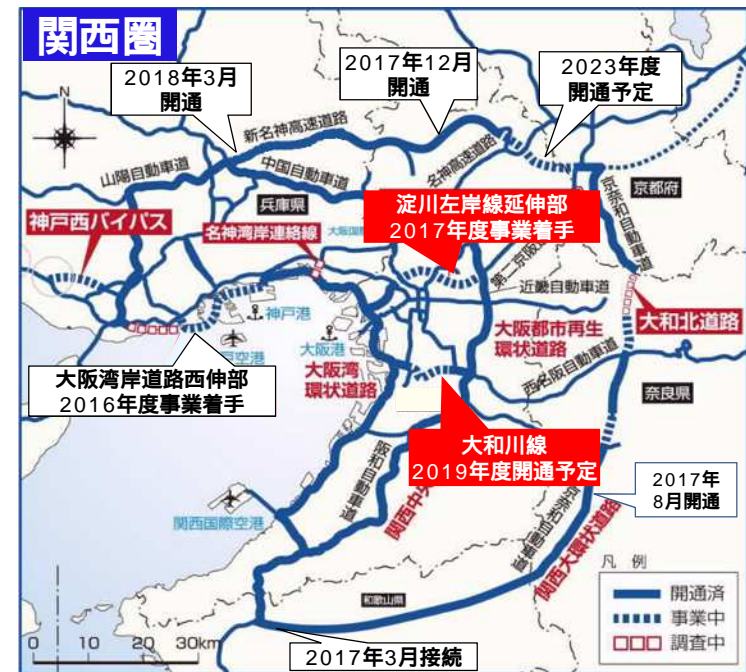 関西圏
2018年3月
開通
2017年12月
開通
2023年度
開通予定
N
新名神高速道路
山陽自動車道
中国自動車道
名神高速道路
京都府
兵庫県
京奈和自動車道
神戸西バイパス
名神湾岸連絡線
淀川左岸線延伸部
2017年度事業着手
近畿自動車道
神戸港
大阪港
大阪都市再生
環状道路
大和北道路
大阪湾
環状道路
西名阪自動車道
奈良県
大阪湾岸道路西伸部
2016年度事業着手
大和川線
2019年度開通予定
阪和自動車道
関西中央
2017年
8月開通
関西国際空港
京奈和自動車道
関西大環状道路
和歌山県
凡 例
開通済
事業中
調査中
0 10 20 30km
2017年3月接続